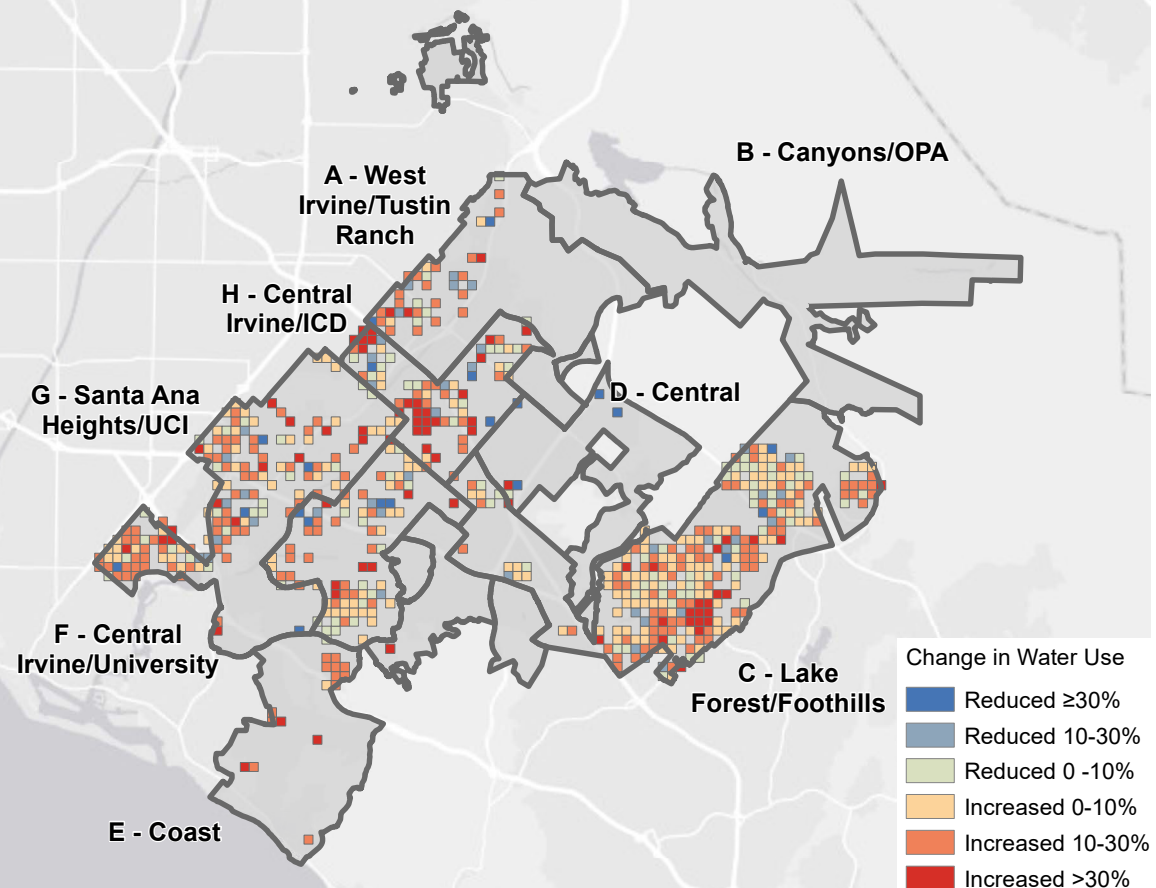 B - Canyons/OPA
A - West
Irvine/Tustin
Ranch
H - Central
Irvine/ICD
G - Santa Ana
Heights/UCI
D - Central
F - Central
Irvine/University
C - Lake
Forest/Foothills
E - Coast
Change in Water Use
Reduced ≥30%
Reduced 10-30%
Reduced 0 -10%
Increased 0-10%
Increased 10-30%
Increased >30%